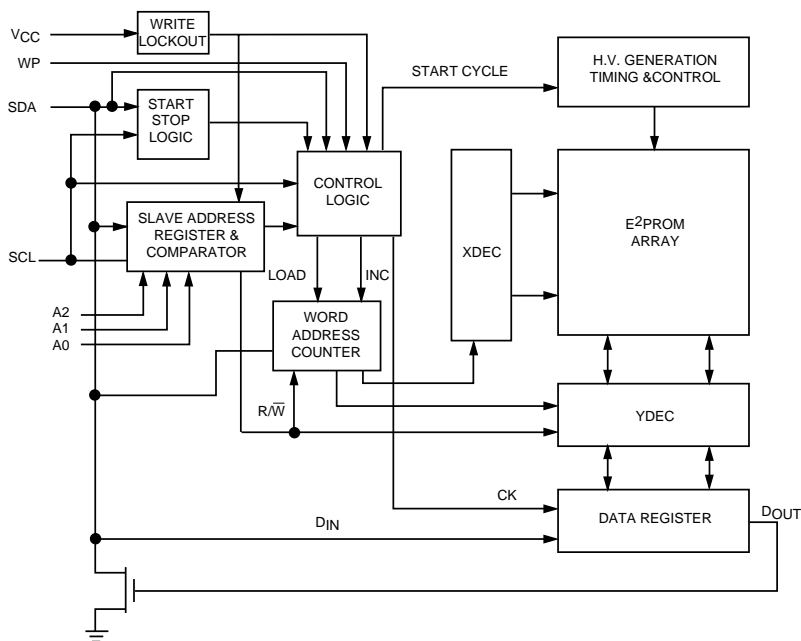 WRITE
LOCKOUT
VCC
WP
SDA
START
STOP
LOGIC
START CYCLE
H.V. GENERATION
TIMING &CONTROL
CONTROL
LOGIC
SLAVE ADDRESS
REGISTER &
COMPARATOR
SCL
A2
A1
A0
LOAD
INC
WORD
ADDRESS
COUNTER
XDEC
E2PROM
ARRAY
R/W̅
YDEC
CK
DIN
DATA REGISTER
DOUT